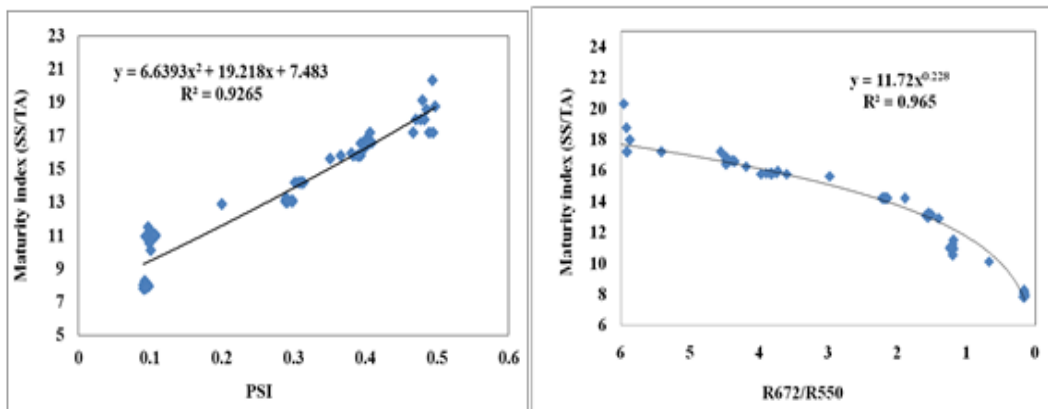 Maturity index (SS/TA)
23
21
19
17
15
13
11
9
7
5
y = 6.6393x² + 19.218x + 7.483
R² = 0.9265
0 0.1 0.2 0.3 0.4 0.5 0.6
PSI
Maturity index (SS/TA)
24
22
20
18
16
14
12
10
8
6
y = 11.72x^0.228
R² = 0.965
6 5 4 3 2 1 0
R672/R550